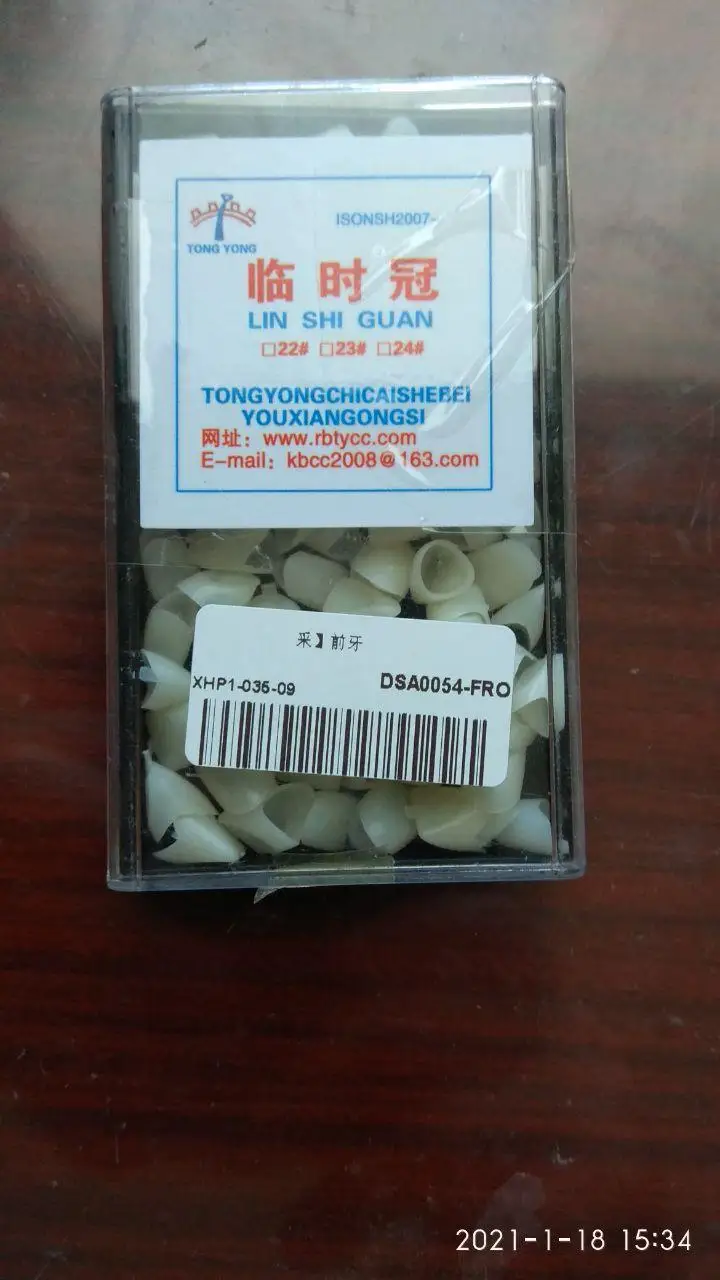 ISONSH2007-
TONG YONG
临时冠
LIN SHI GUAN
□22# □23# □24#
TONGYONGCHICAISHEBEI
YOUXIANGONGSI
网址：www.rbtycc.com
E-mail：kbcc2008@163.com
采】前牙
XHP1-035-09 DSA0054-FRO
2021-1-18 15:34